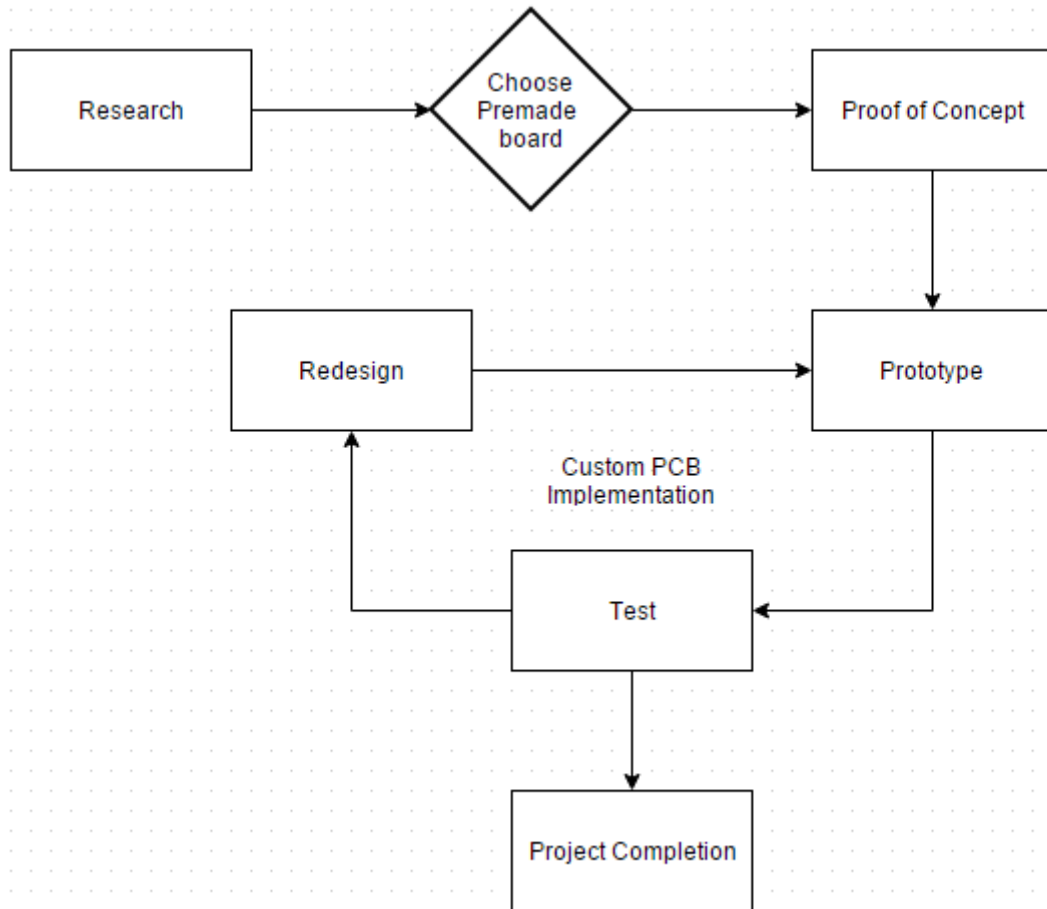 Research
Choose
Premade
board
Proof of Concept
Redesign
Prototype
Custom PCB
Implementation
Test
Project Completion